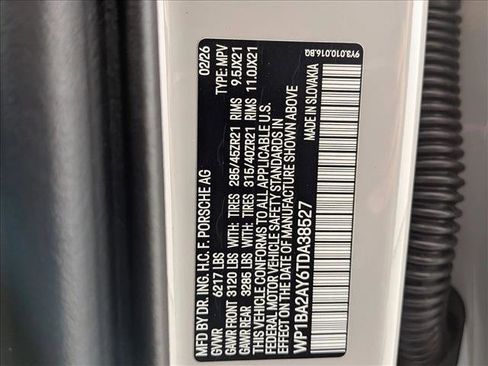 MFD BY DR. ING. H.C. F. PORSCHE AG 02/26
GVWR 6217 LBS TYPE: MPV
GAWR FRONT 3120 LBS WITH: TIRES 285/45ZR21 RIMS 9.5JX21
GAWR REAR 3285 LBS WITH: TIRES 315/40ZR21 RIMS 11.0JX21
THIS VEHICLE CONFORMS TO ALL APPLICABLE U.S.
FEDERAL MOTOR VEHICLE SAFETY STANDARDS IN
EFFECT ON THE DATE OF MANUFACTURE SHOWN ABOVE
WP1BA2AY6TDA38527
MADE IN SLOVAKIA
9Y3.010.016.BQ